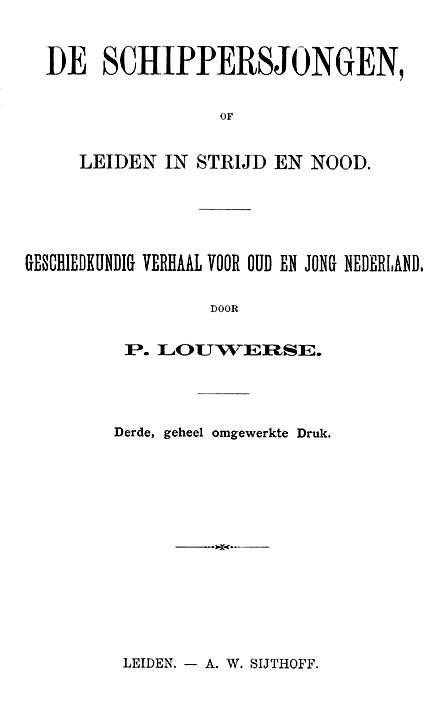 DE SCHIPPERSJONGEN,
OF
LEIDEN IN STRIJD EN NOOD.
GESCHIEDKUNDIG VERHAAL VOOR OUD EN JONG NEDERLAND.
DOOR
P. LOUWERSE.
Derde, geheel omgewerkte Druk.
LEIDEN. — A. W. SIJTHOFF.